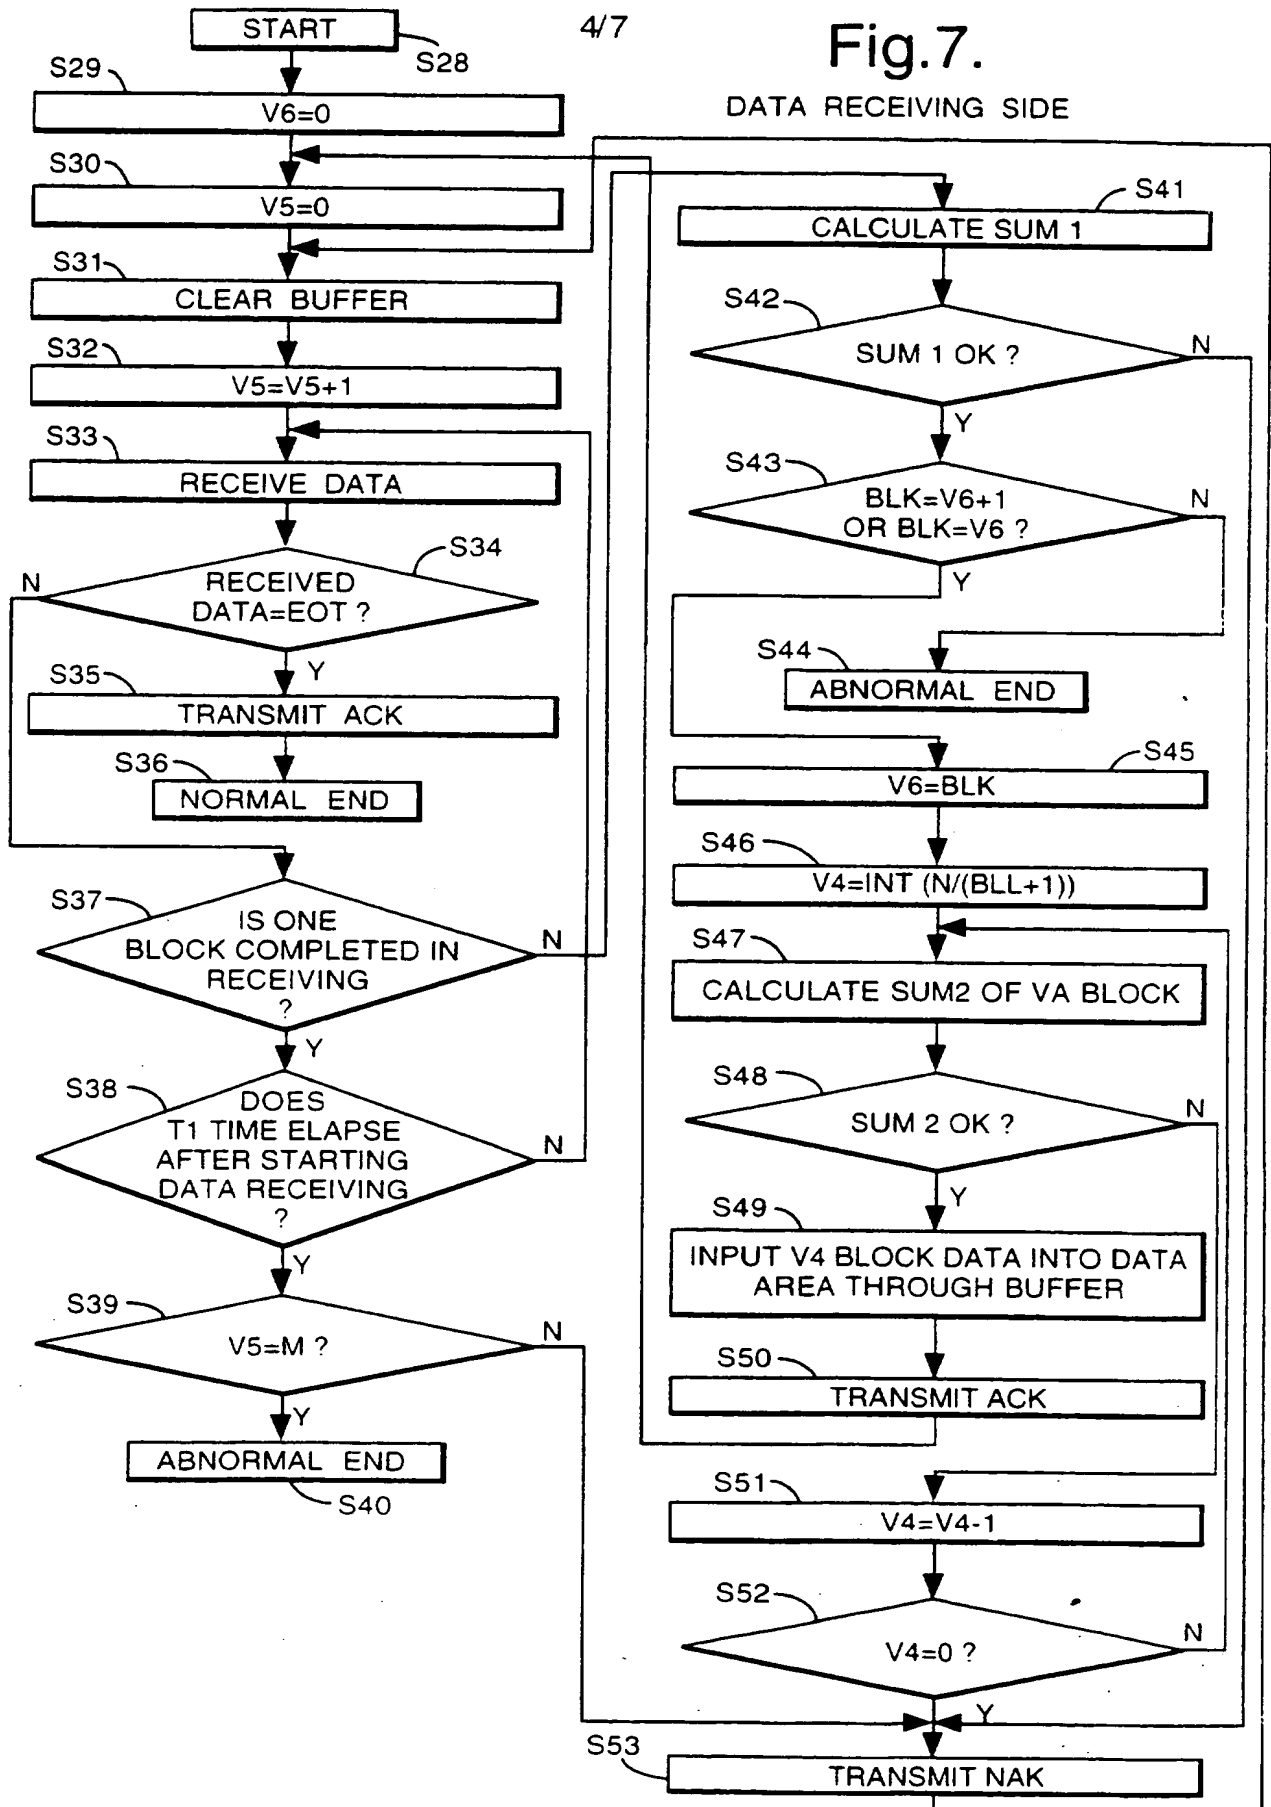 4/7
Fig.7.
DATA RECEIVING SIDE
START
S28
S29
V6=0
S30
V5=0
S31
CLEAR BUFFER
S32
V5=V5+1
S33
RECEIVE DATA
S34
N
RECEIVED
DATA=EOT ?
Y
S35
TRANSMIT ACK
S36
NORMAL END
S37
IS ONE
BLOCK COMPLETED IN
RECEIVING
?
N
Y
S38
DOES
T1 TIME ELAPSE
AFTER STARTING
DATA RECEIVING
?
N
Y
S39
V5=M ?
N
Y
ABNORMAL END
S40
S41
CALCULATE SUM 1
S42
SUM 1 OK ?
N
Y
S43
BLK=V6+1
OR BLK=V6 ?
N
Y
S44
ABNORMAL END
S45
V6=BLK
S46
V4=INT (N/(BLL+1))
S47
CALCULATE SUM2 OF VA BLOCK
S48
SUM 2 OK ?
N
Y
S49
INPUT V4 BLOCK DATA INTO DATA
AREA THROUGH BUFFER
S50
TRANSMIT ACK
S51
V4=V4-1
S52
V4=0 ?
N
Y
S53
TRANSMIT NAK